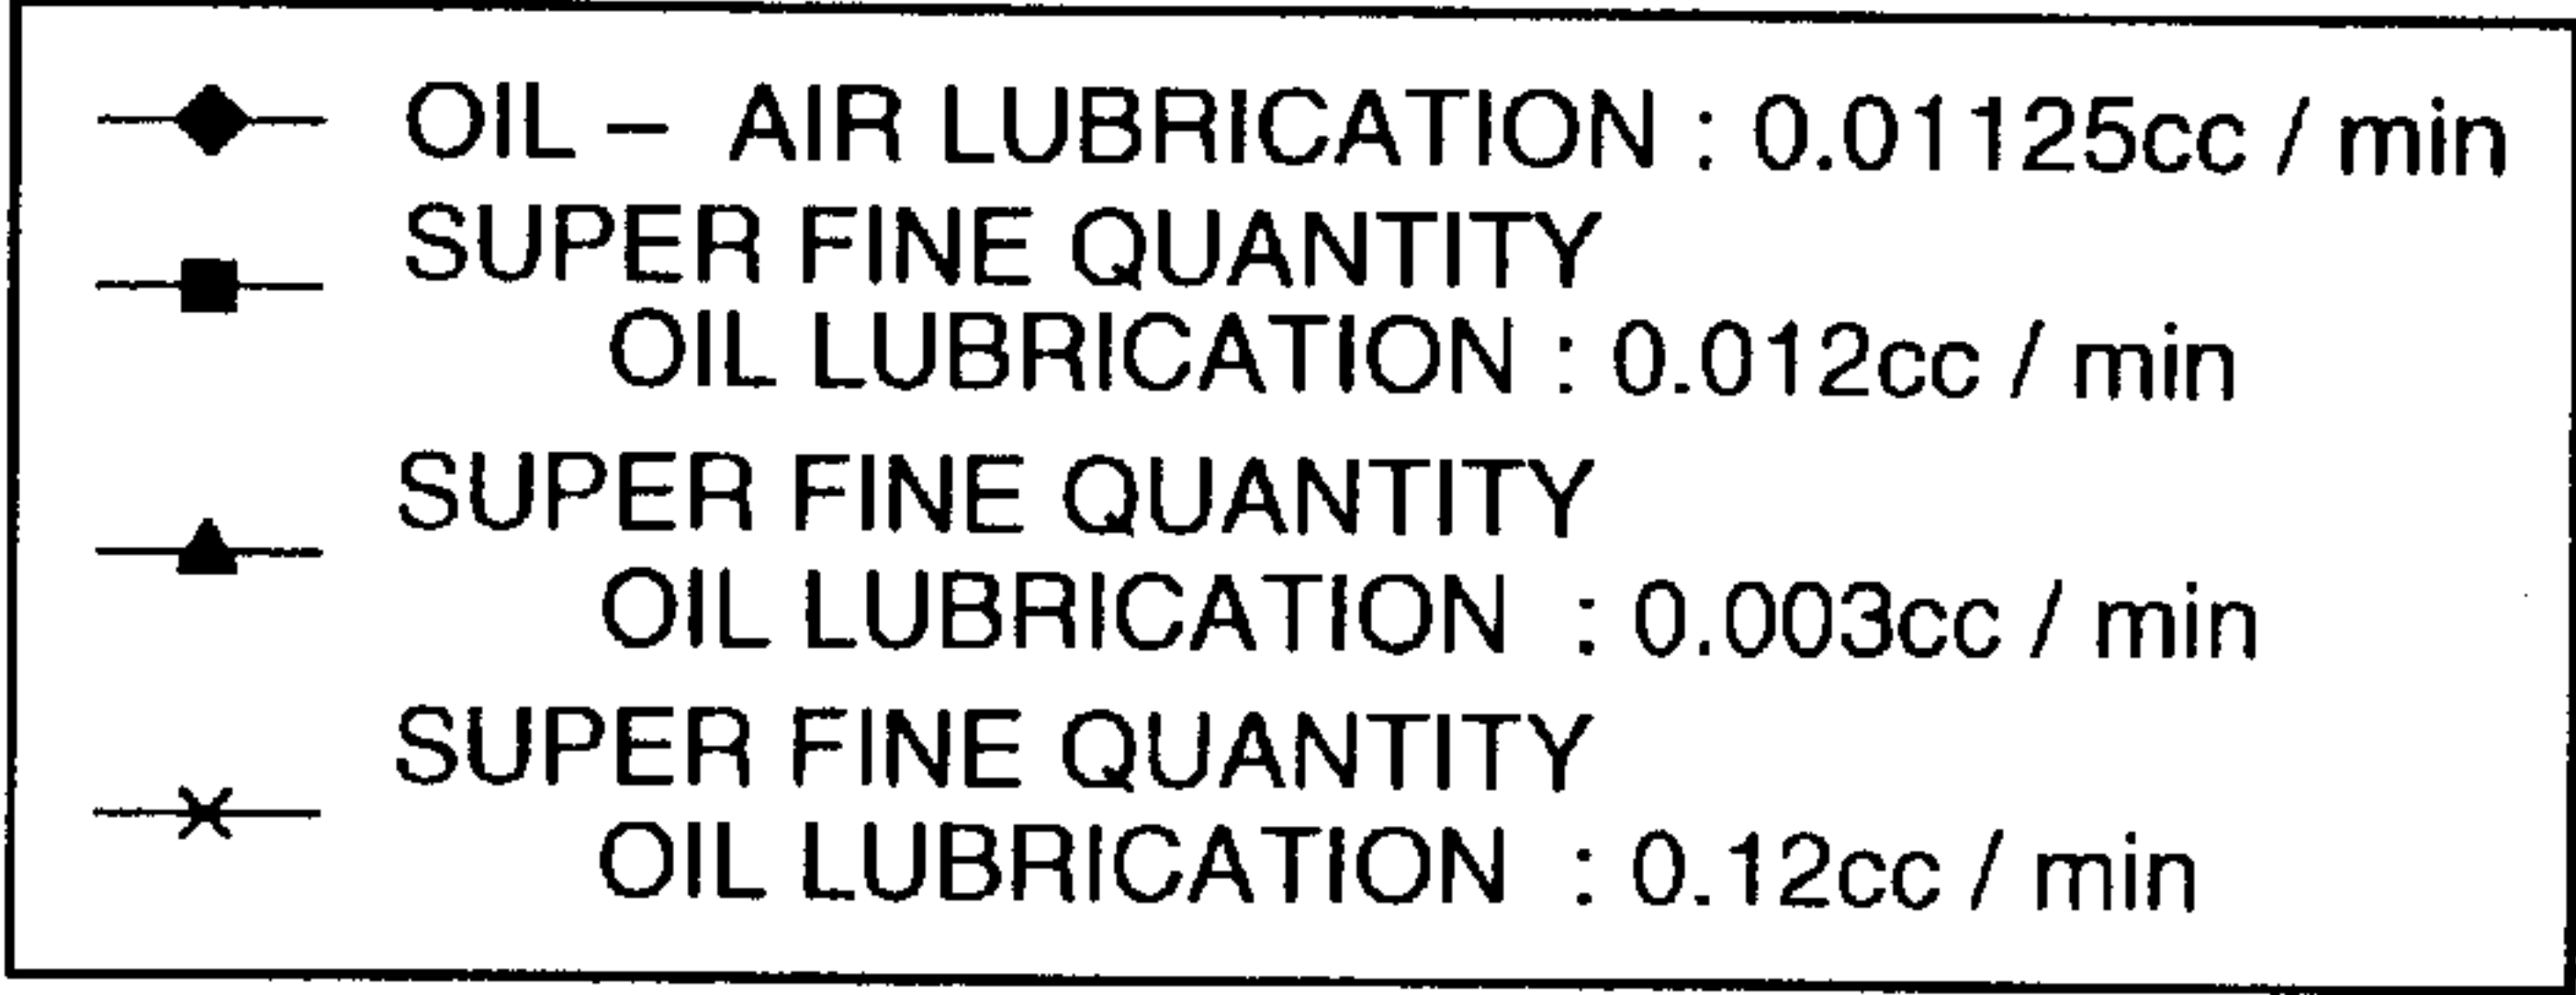 OIL – AIR LUBRICATION : 0.01125cc / min
SUPER FINE QUANTITY
OIL LUBRICATION : 0.012cc / min
SUPER FINE QUANTITY
OIL LUBRICATION : 0.003cc / min
SUPER FINE QUANTITY
OIL LUBRICATION : 0.12cc / min